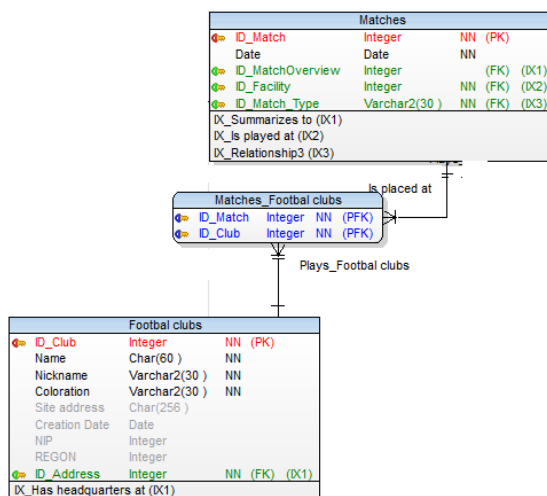 Matches
ID_Match Integer NN (PK)
Date Date NN
ID_MatchOverview Integer (FK) (IX1)
ID_Facility Integer NN (FK) (IX2)
ID_Match_Type Varchar2(30 ) NN (FK) (IX3)
IX_Summarizes to (IX1)
IX_Is played at (IX2)
IX_Relationship3 (IX3)
Is placed at
Matches_Footbal clubs
ID_Match Integer NN (PFK)
ID_Club Integer NN (PFK)
Plays_Footbal clubs
Footbal clubs
ID_Club Integer NN (PK)
Name Char(60 ) NN
Nickname Varchar2(30 ) NN
Coloration Varchar2(30 ) NN
Site address Char(256 )
Creation Date Date
NIP Integer
REGON Integer
ID_Address Integer NN (FK) (IX1)
IX_Has headquarters at (IX1)